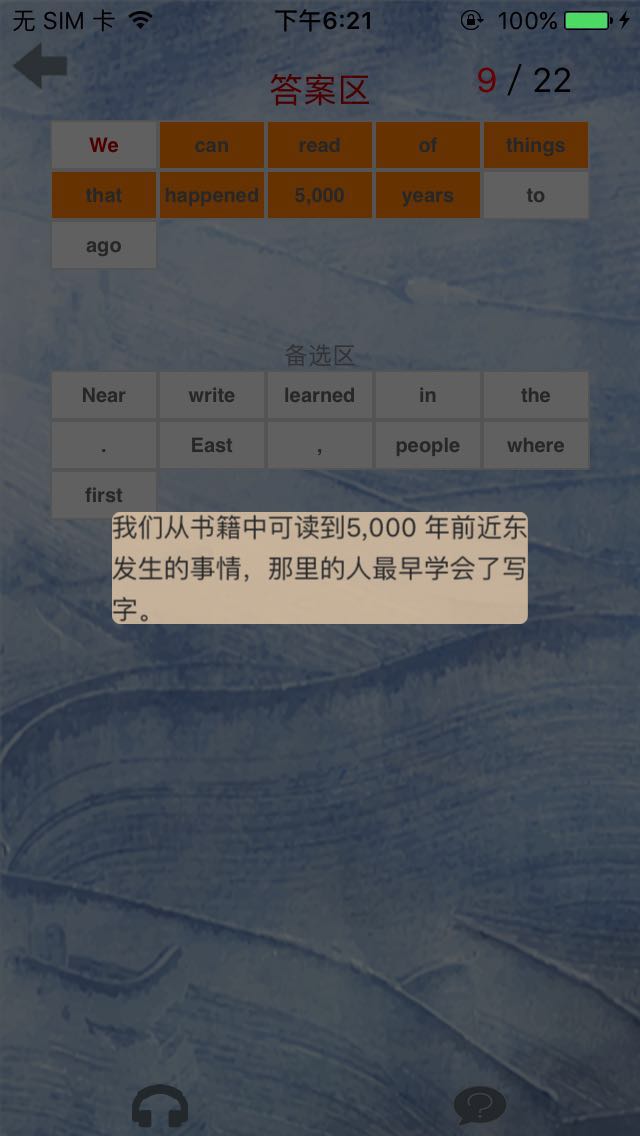 无 SIM 卡 下午6:21 100%
答案区 9 / 22
We can read of things
that happened 5,000 years to
ago
备选区
Near write learned in the
. East , people where
first
我们从书籍中可读到5,000 年前近东
发生的事情，那里的人最早学会了写
字。